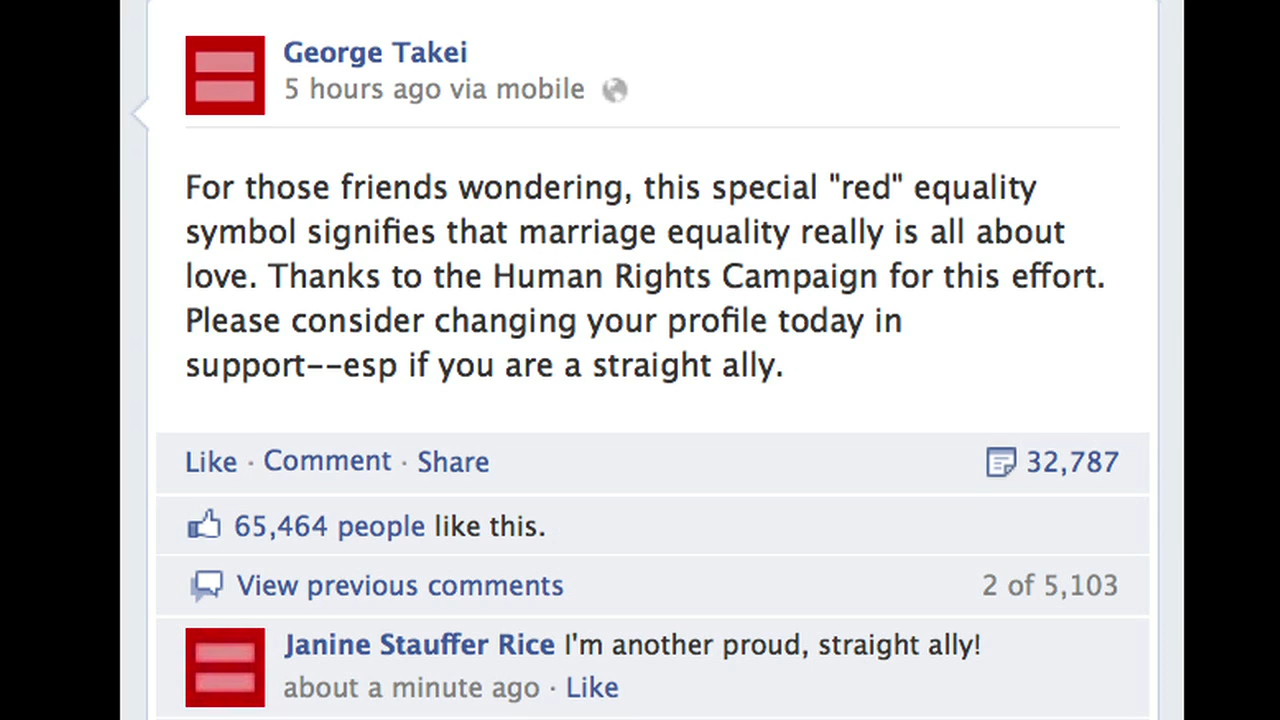 George Takei
5 hours ago via mobile
For those friends wondering, this special "red" equality
symbol signifies that marriage equality really is all about
love. Thanks to the Human Rights Campaign for this effort.
Please consider changing your profile today in
support--esp if you are a straight ally.
Like · Comment · Share 32,787
65,464 people like this.
View previous comments 2 of 5,103
Janine Stauffer Rice I'm another proud, straight ally!
about a minute ago · Like